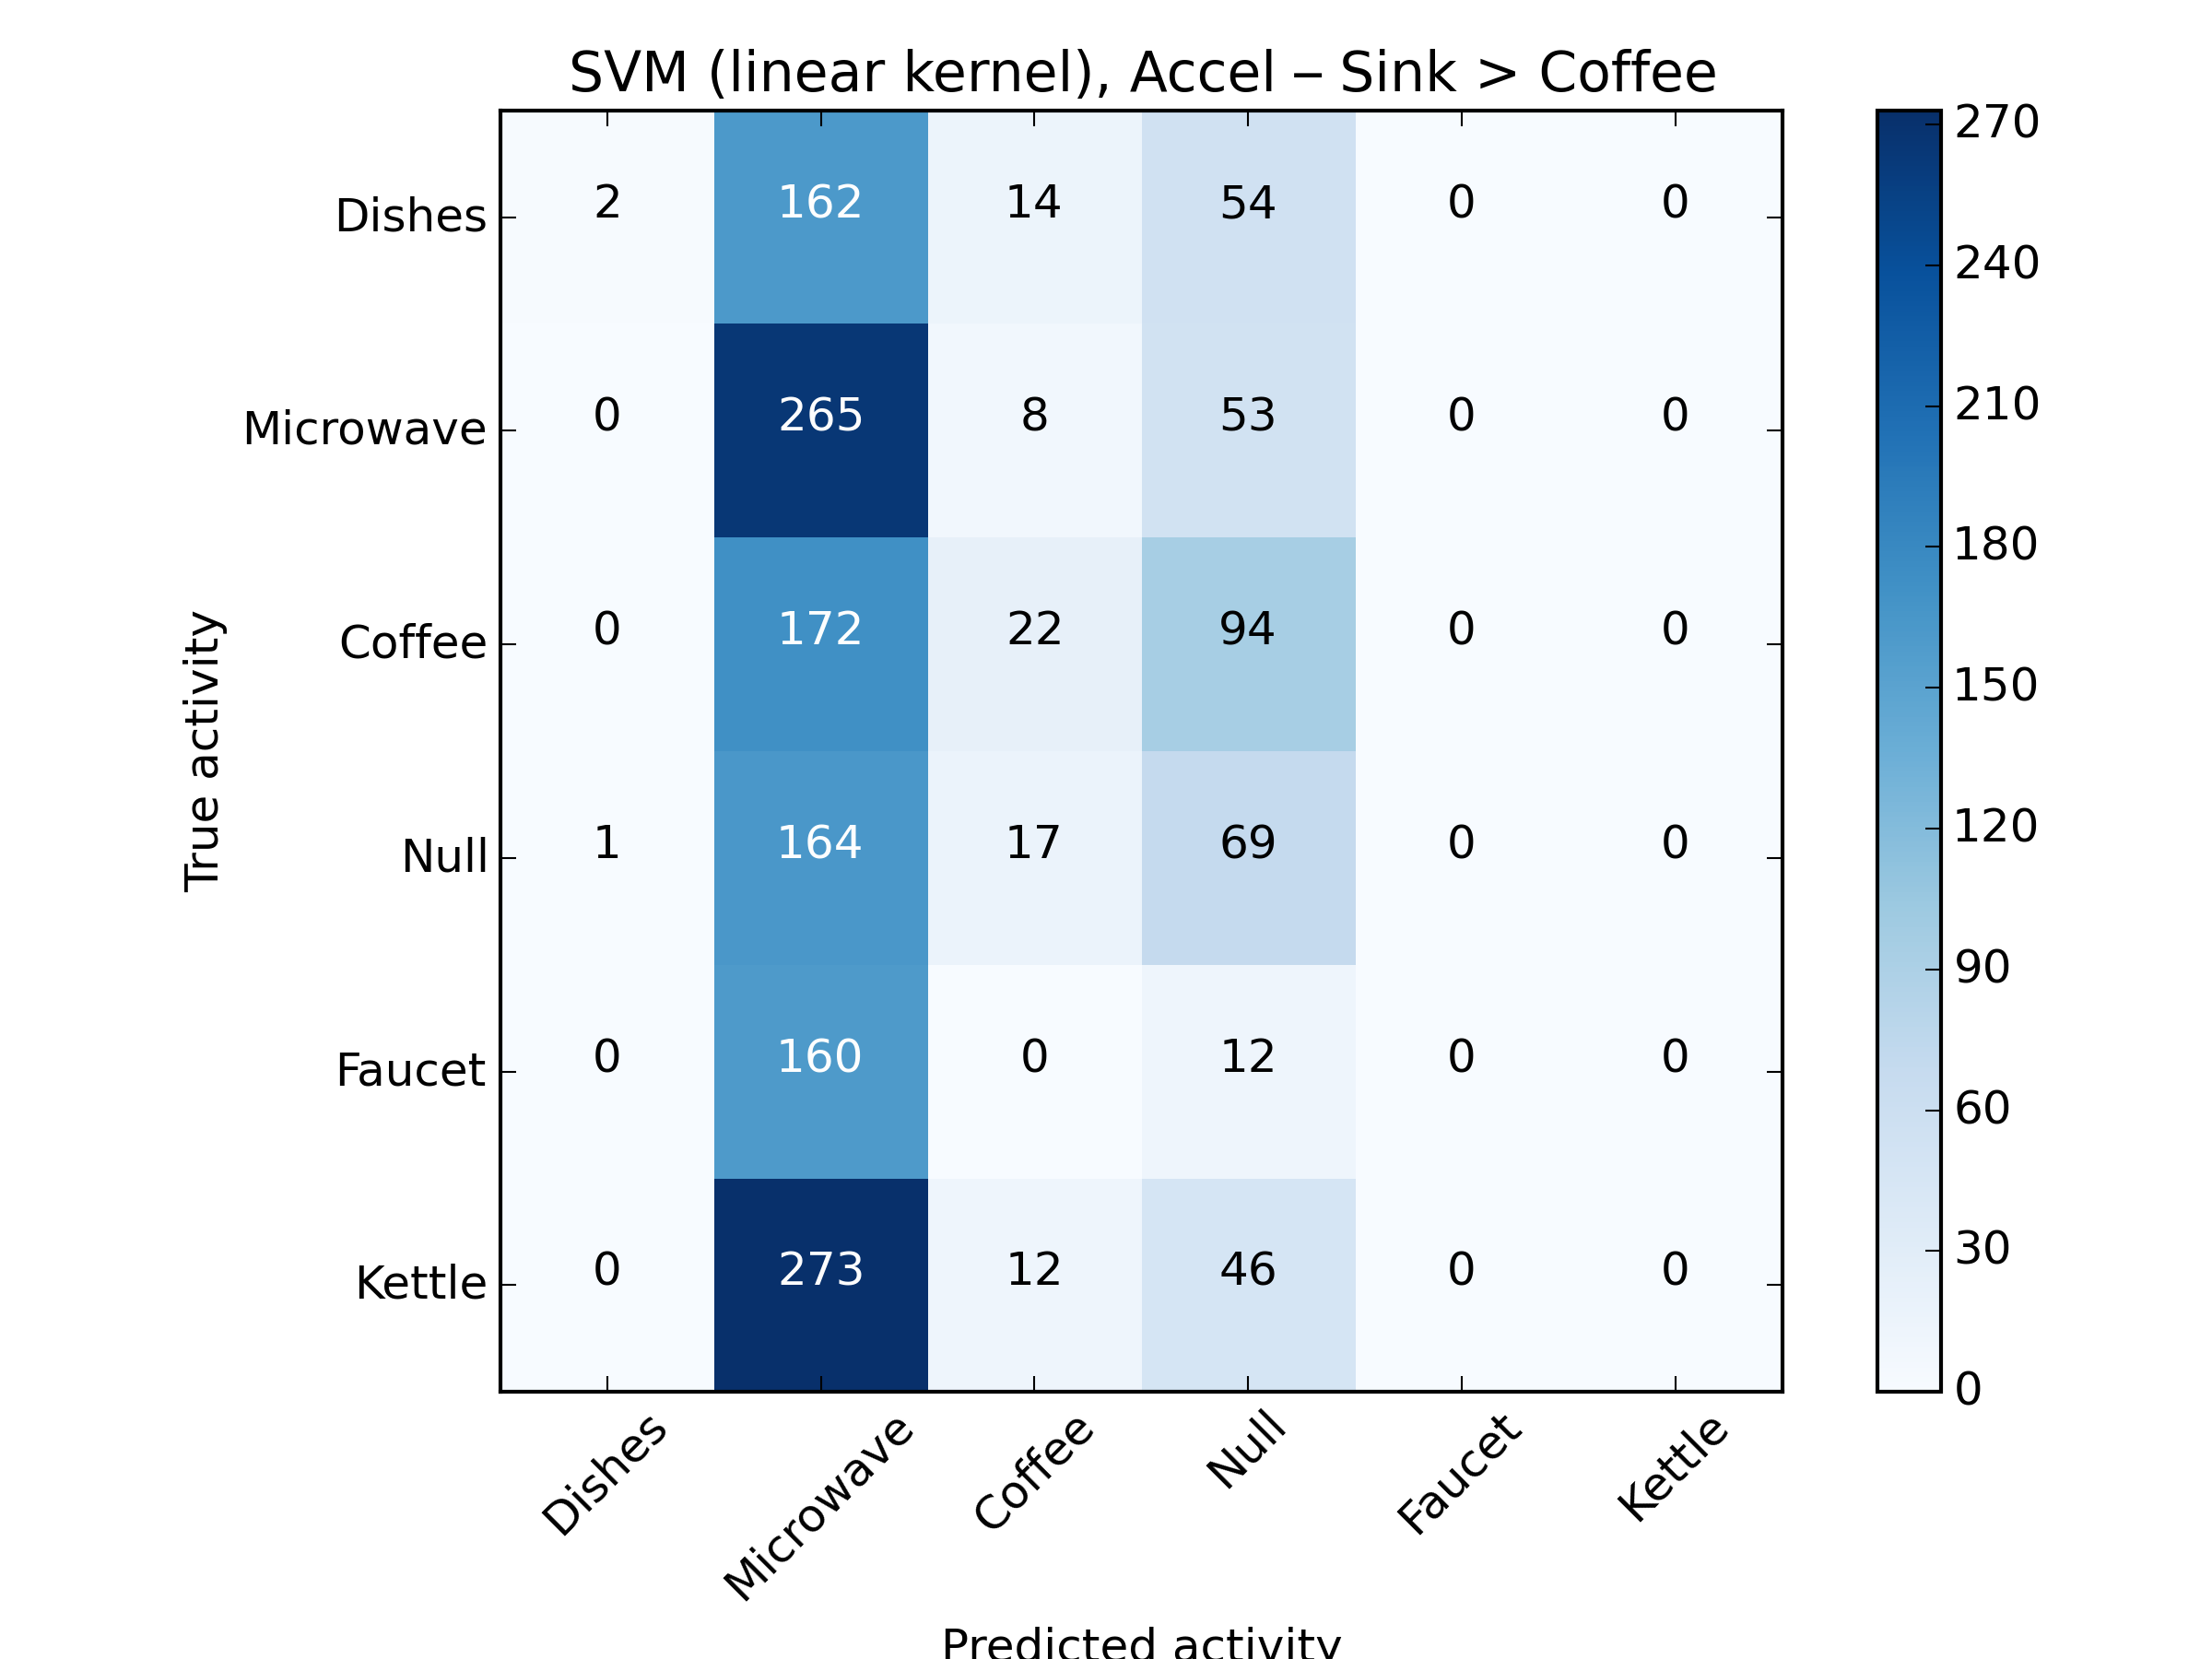 SVM (linear kernel), Accel – Sink > Coffee
270
Dishes 2 162 14 54 0 0
240
Microwave 0 265 8 53 0 0
210
180
Coffee 0 172 22 94 0 0
150
True activity
120
Null 1 164 17 69 0 0
90
Faucet 0 160 0 12 0 0
60
30
Kettle 0 273 12 46 0 0
0
Dishes Microwave Coffee Null Faucet Kettle
Predicted activity